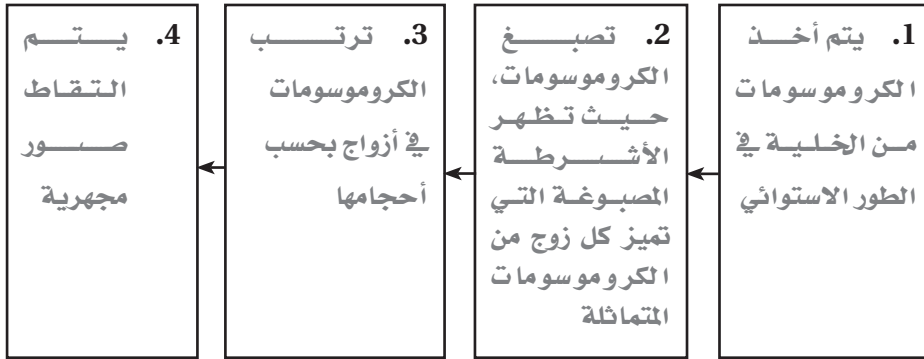 1. يتم أخذ
الكروموسومات
من الخلية في
الطور الاستوائي
2. تصبغ
الكروموسومات،
حيث تظهر
الأشرطة
المصبوغة التي
تميز كل زوج من
الكروموسومات
المتماثلة
3. ترتب
الكروموسومات
في أزواج بحسب
أحجامها
4. يتم
التقاط
صور
مجهرية